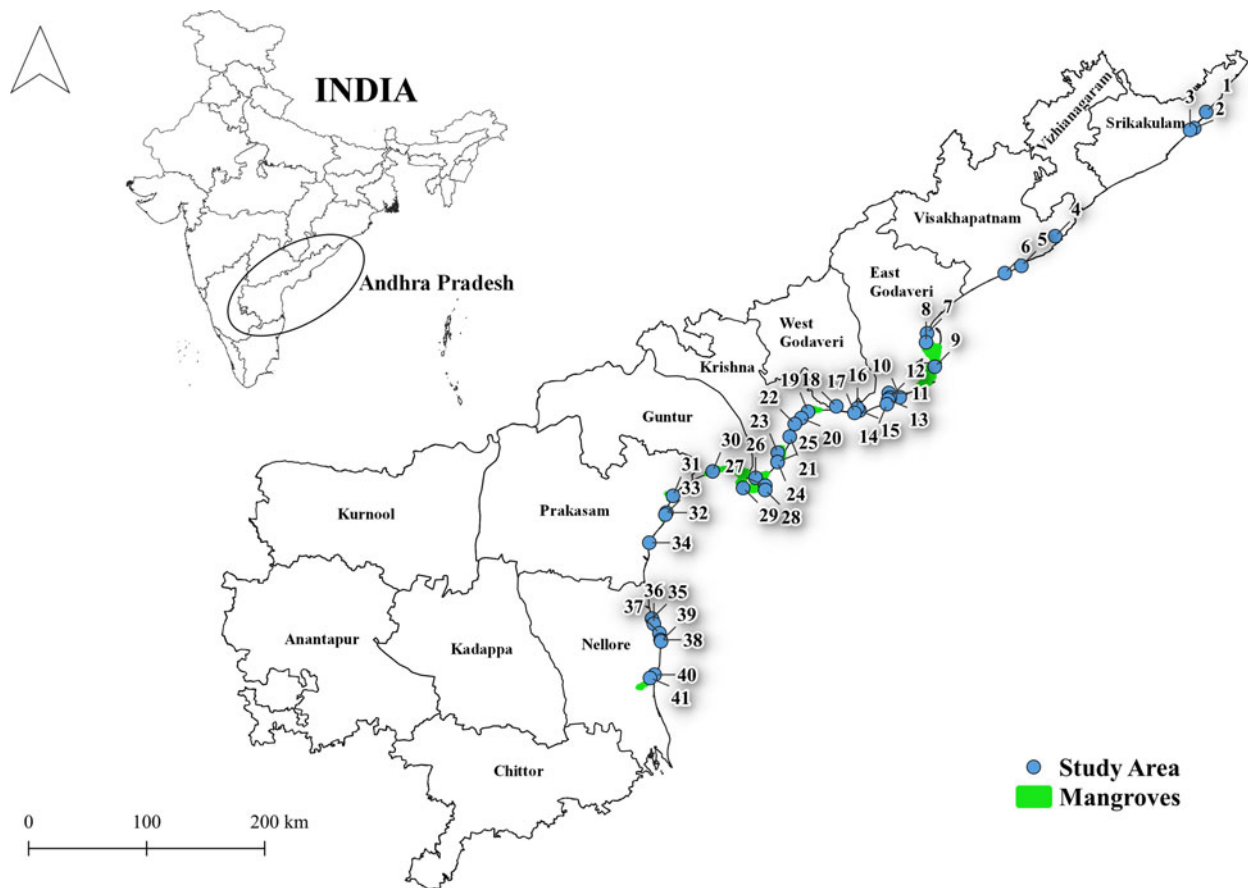 INDIA
Andhra Pradesh
Vizhianagaram
Srikakulam
1
2
3
Visakhapatnam
4
5
6
East
Godaveri
7
8
9
West
Godaveri
10
12
11
13
16
17
18
19
15
14
Krishna
22
20
23
25
21
24
Guntur
26
30
27
28
29
31
33
32
Prakasam
Kurnool
34
36
35
37
39
38
Nellore
Anantapur
Kadappa
40
41
Chittor
Study Area
Mangroves
0 100 200 km